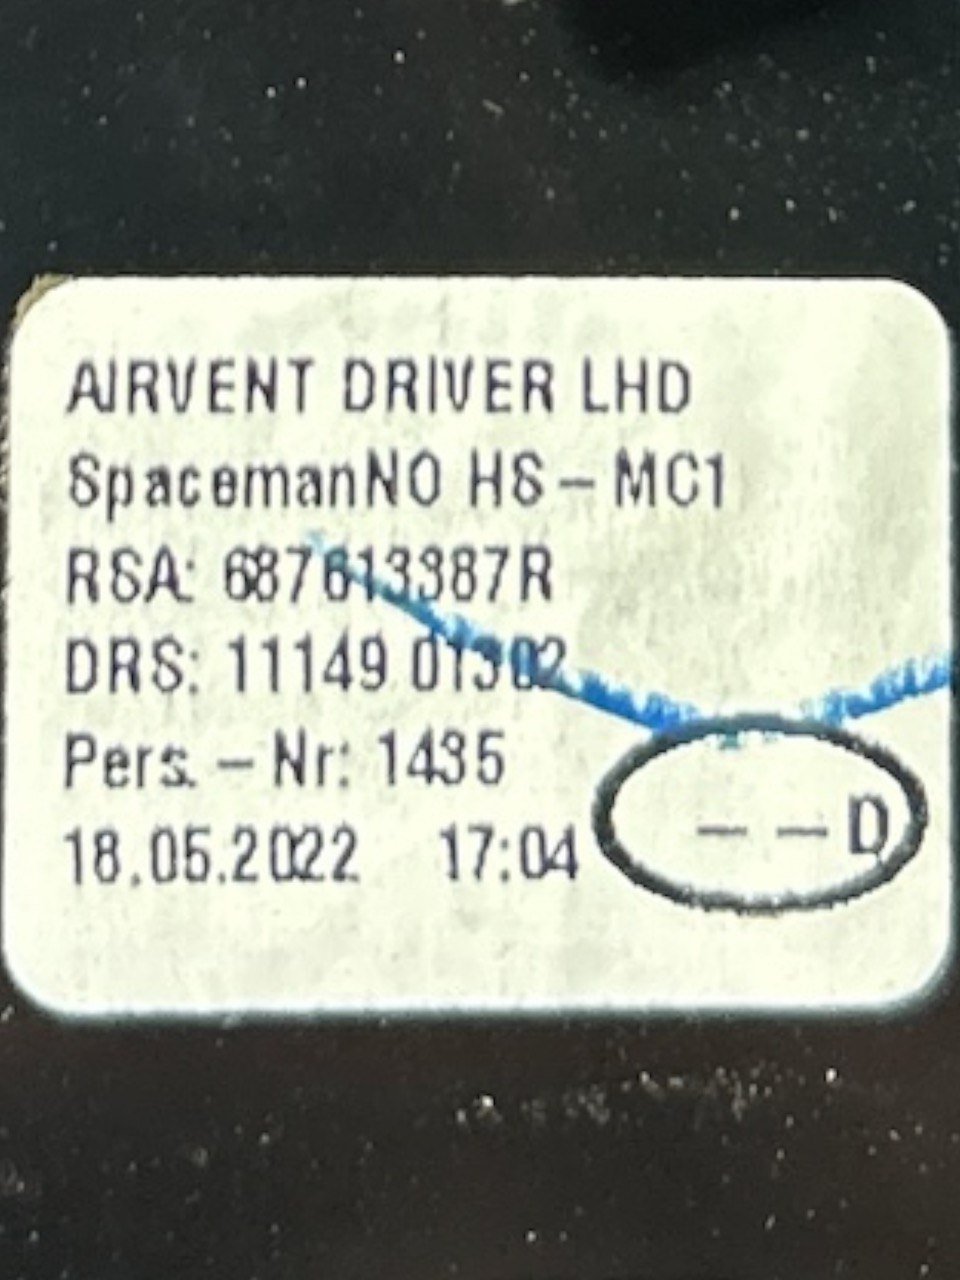 AIRVENT DRIVER LHD
SpacemanNO HS-MC1
RSA: 687613387R
DRS: 11149 01302
Pers.-Nr: 1435
18.05.2022 17:04 --D